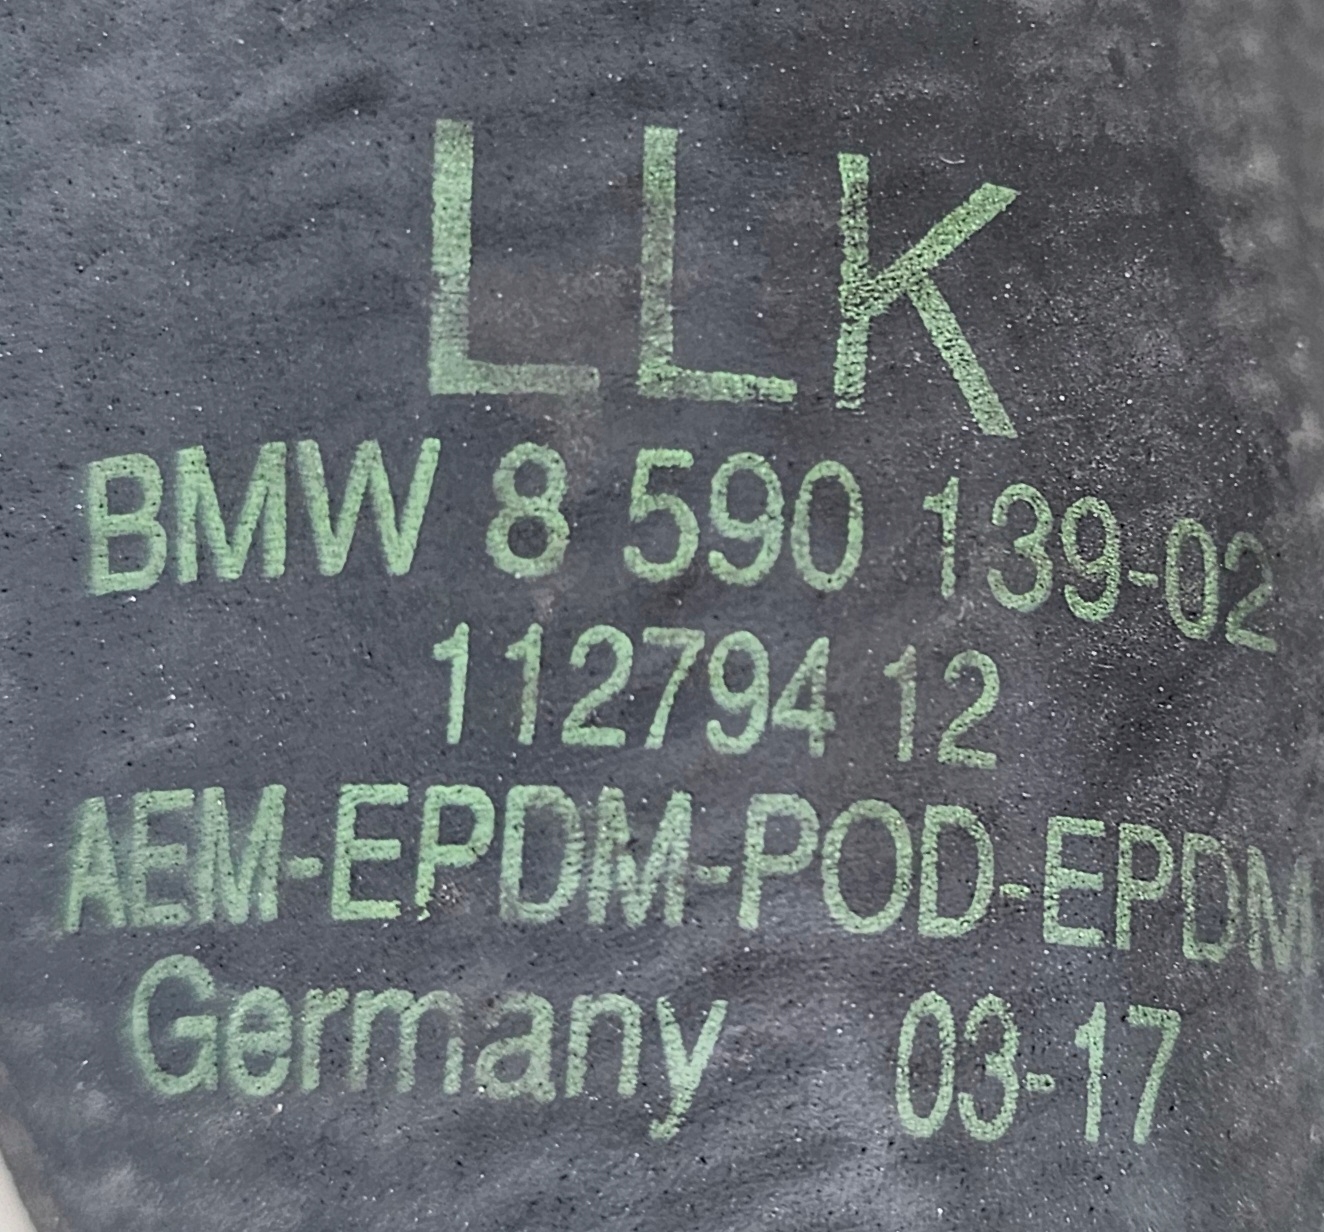 LLK
BMW 8 590 139-02
112794 12
AEM-EPDM-POD-EPDM
Germany 03-17